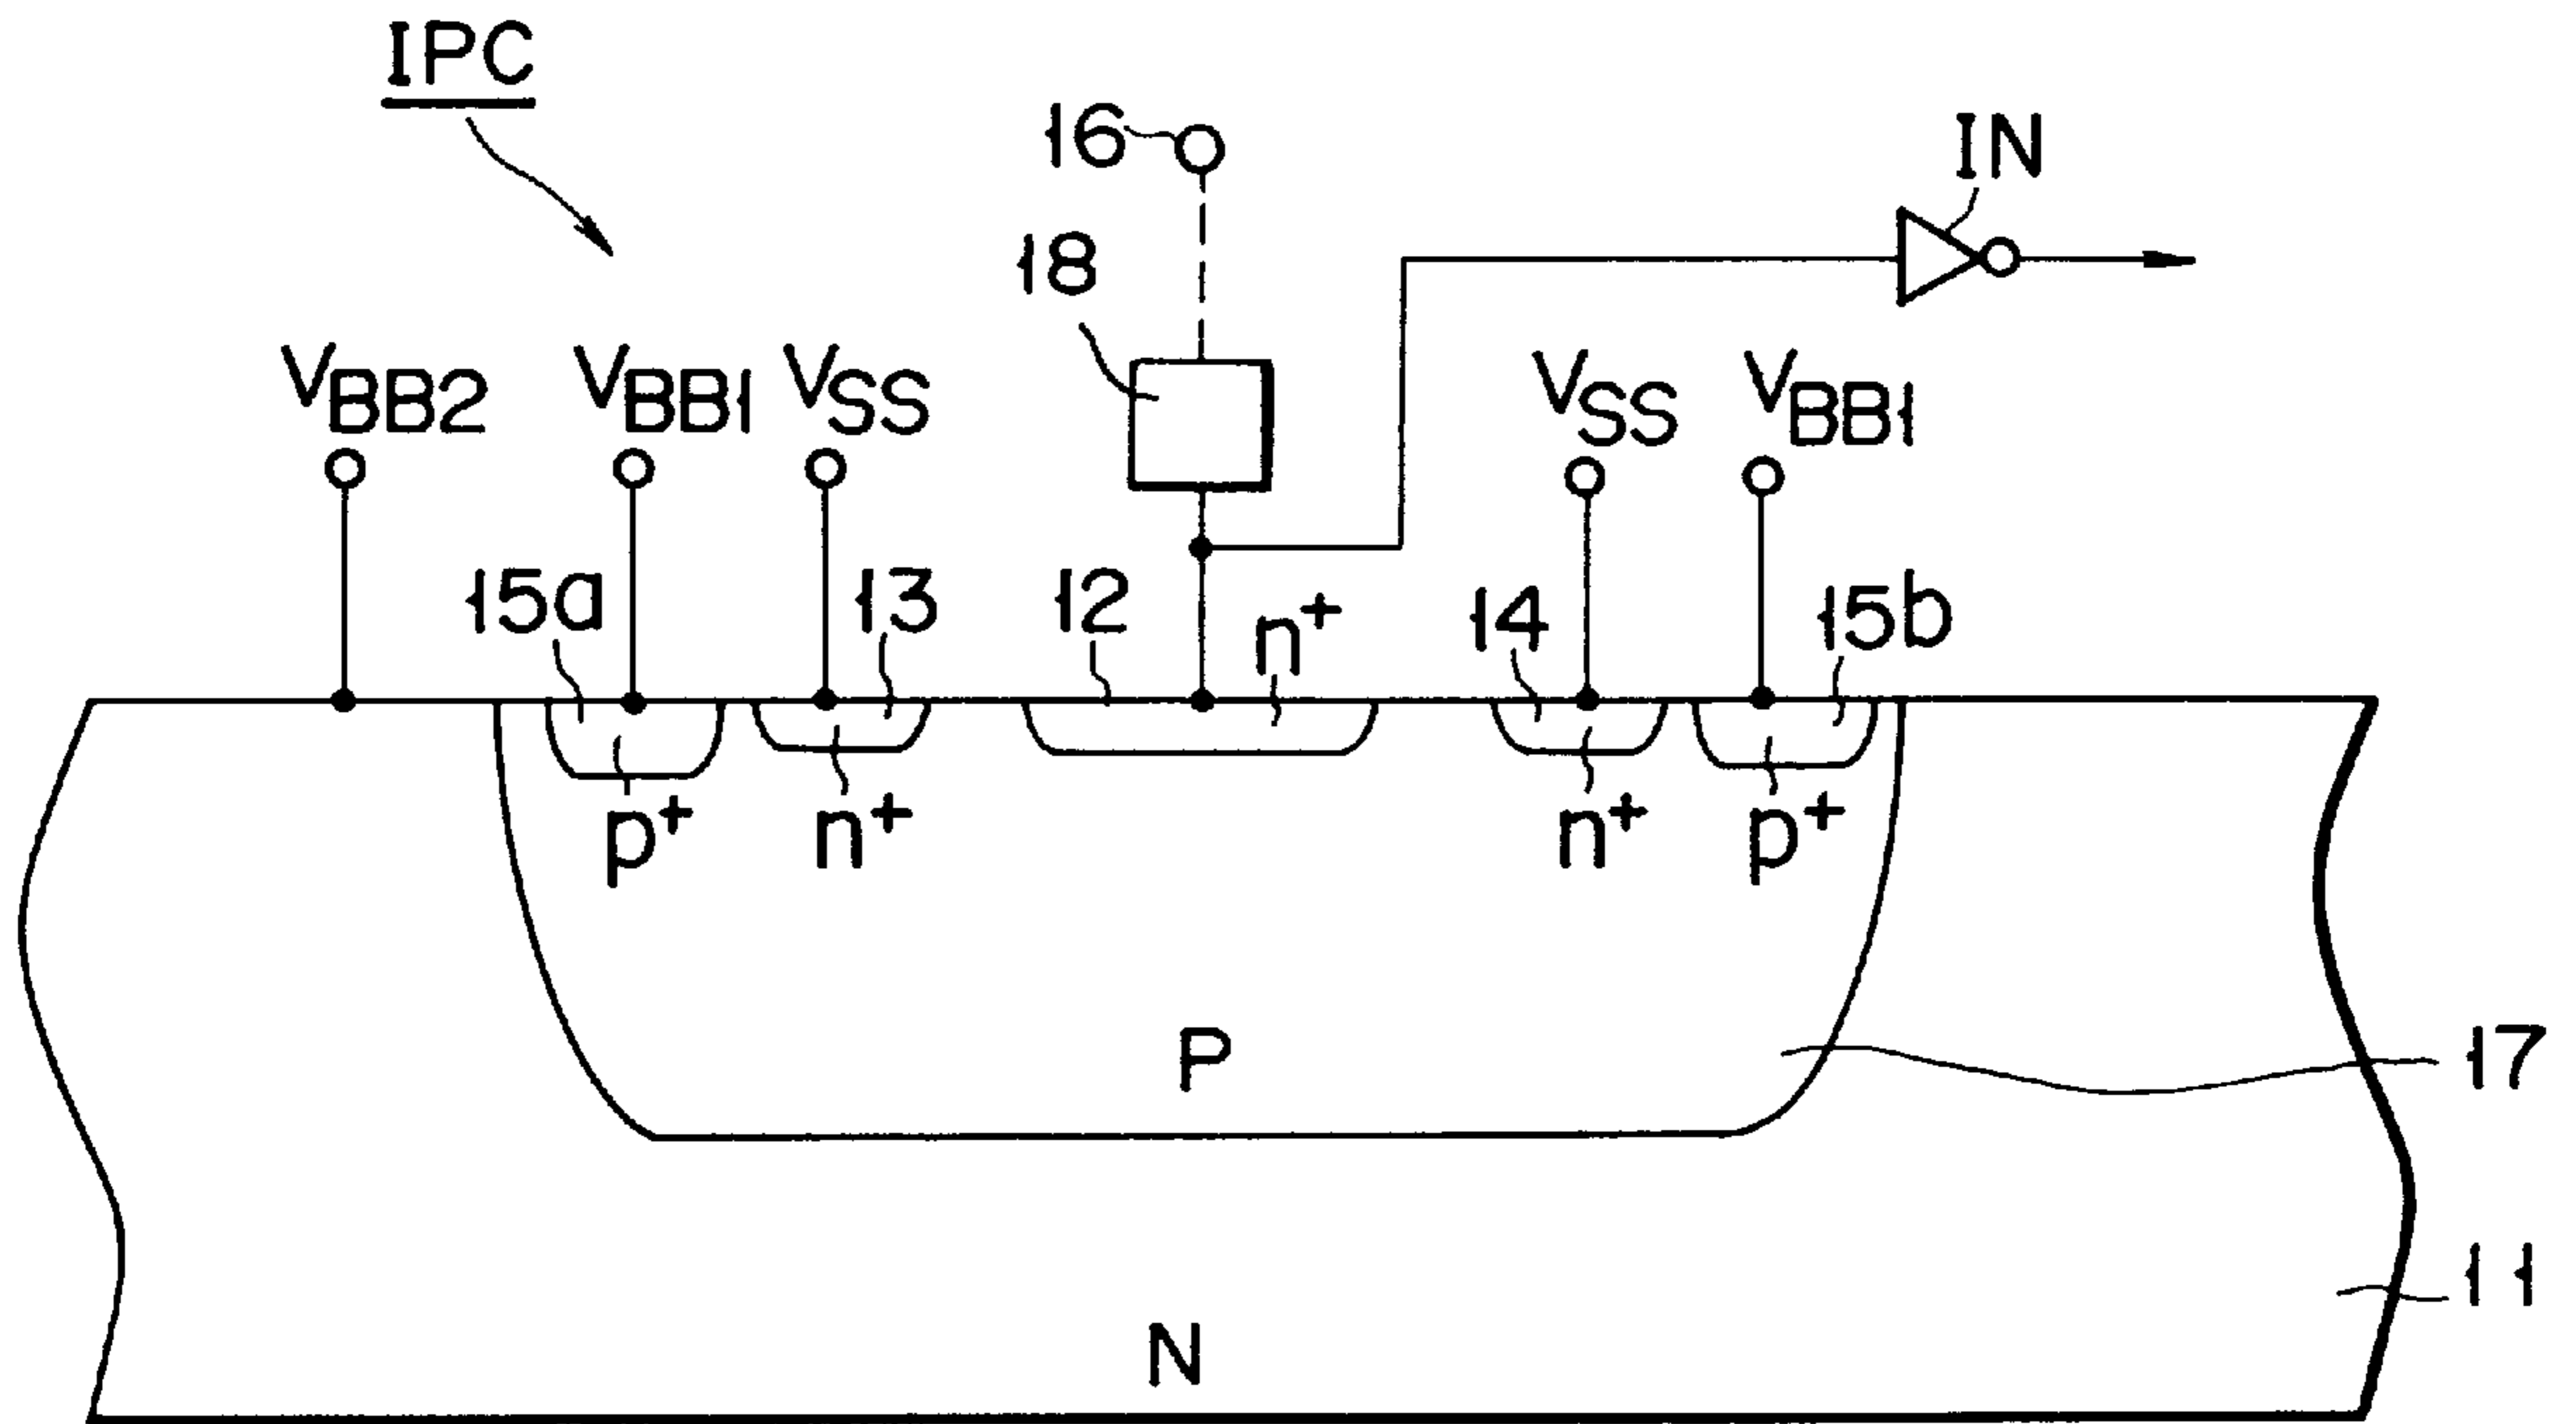 IPC
16
IN
18
VBB2 VBB1 VSS VSS VBB1
15a 13 12 n+ 14 15b
p+ n+ n+ p+
P
17
11
N